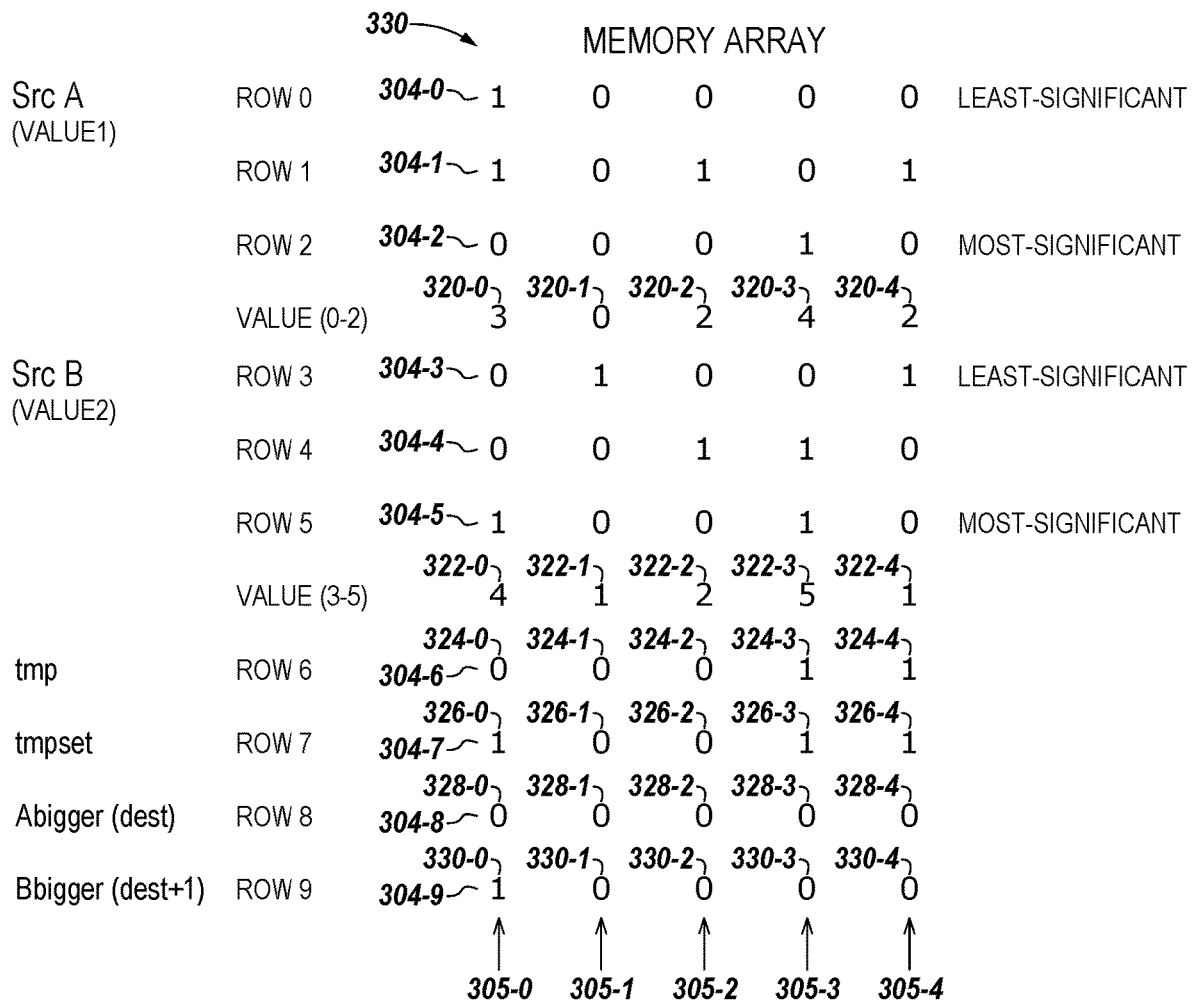 330
MEMORY ARRAY
Src A ROW 0 304-0 1 0 0 0 0 LEAST-SIGNIFICANT
(VALUE1)
ROW 1 304-1 1 0 1 0 1
ROW 2 304-2 0 0 0 1 0 MOST-SIGNIFICANT
320-0 320-1 320-2 320-3 320-4
VALUE (0-2) 3 0 2 4 2
Src B ROW 3 304-3 0 1 0 0 1 LEAST-SIGNIFICANT
(VALUE2)
ROW 4 304-4 0 0 1 1 0
ROW 5 304-5 1 0 0 1 0 MOST-SIGNIFICANT
322-0 322-1 322-2 322-3 322-4
VALUE (3-5) 4 1 2 5 1
324-0 324-1 324-2 324-3 324-4
tmp ROW 6 304-6 0 0 0 1 1
326-0 326-1 326-2 326-3 326-4
tmpset ROW 7 304-7 1 0 0 1 1
328-0 328-1 328-2 328-3 328-4
Abigger (dest) ROW 8 304-8 0 0 0 0 0
330-0 330-1 330-2 330-3 330-4
Bbigger (dest+1) ROW 9 304-9 1 0 0 0 0
305-0 305-1 305-2 305-3 305-4